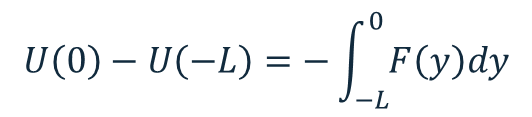 U(0) − U(−L) = − ∫_{−L}^{0} F(y)dy